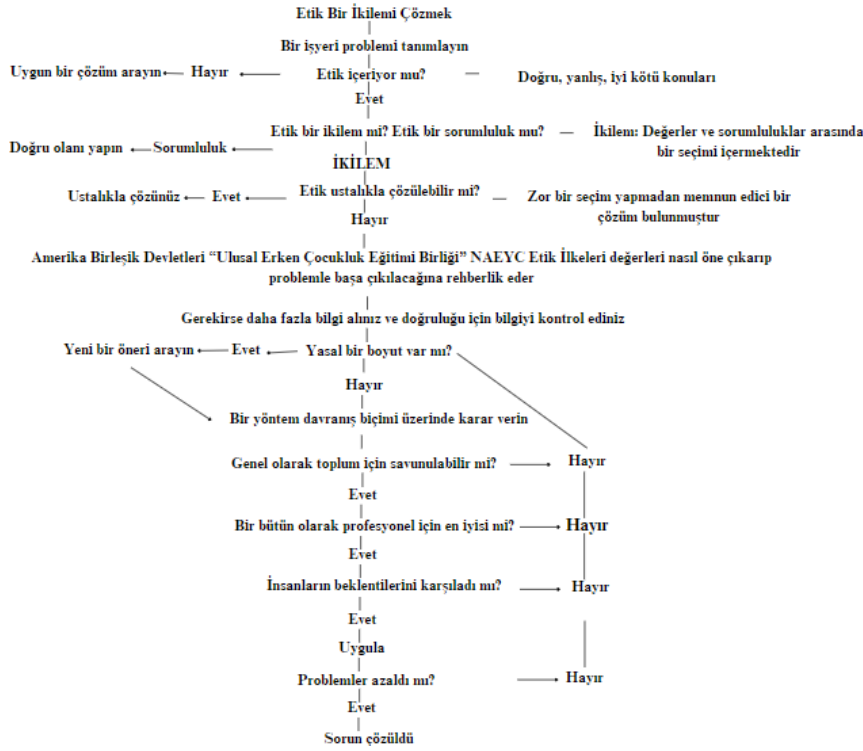 Etik Bir İkilemi Çözmek
Bir işyeri problemi tanımlayın
Uygun bir çözüm arayın Hayır Etik içeriyor mu? Doğru, yanlış, iyi kötü konuları
Evet
Etik bir ikilem mi? Etik bir sorumluluk mu? İkilem: Değerler ve sorumluluklar arasında
Doğru olanı yapın Sorumluluk bir seçimi içermektedir
İKİLEM
Ustalıkla çözünüz Evet Etik ustalıkla çözülebilir mi? Zor bir seçim yapmadan memnun edici bir
Hayır çözüm bulunmuştur
Amerika Birleşik Devletleri “Ulusal Erken Çocukluk Eğitimi Birliği” NAEYC Etik İlkeleri değerleri nasıl öne çıkarıp
problemle başa çıkılacağına rehberlik eder
Gerekirse daha fazla bilgi alınız ve doğruluğu için bilgiyi kontrol ediniz
Yeni bir öneri arayın Evet Yasal bir boyut var mı?
Hayır
Bir yöntem davranış biçimi üzerinde karar verin
Genel olarak toplum için savunulabilir mi? Hayır
Evet
Bir bütün olarak profesyonel için en iyisi mi? Hayır
Evet
İnsanların beklentilerini karşıladı mı? Hayır
Evet
Uygula
Problemler azaldı mı? Hayır
Evet
Sorun çözüldü